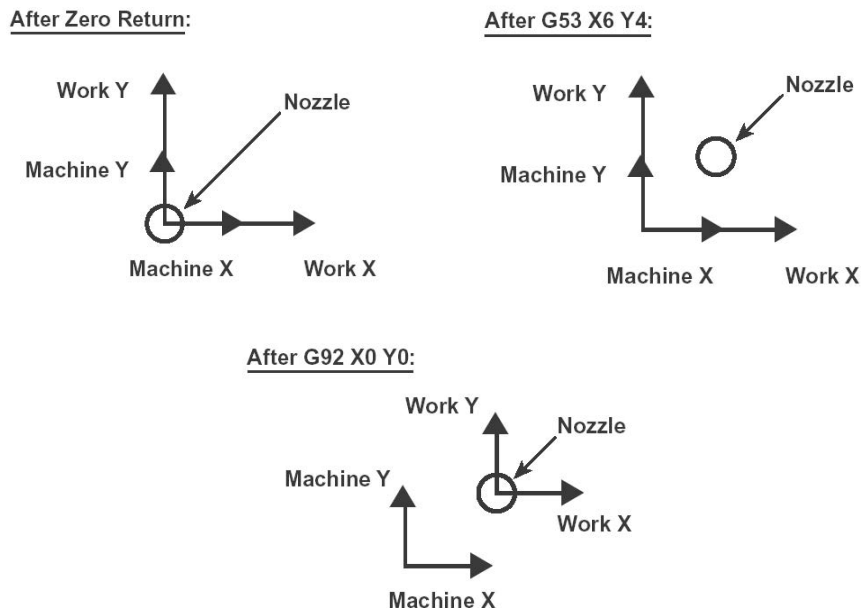 After Zero Return:
Work Y
Nozzle
Machine Y
Machine X
Work X
After G53 X6 Y4:
Work Y
Nozzle
Machine Y
Machine X
Work X
After G92 X0 Y0:
Work Y
Nozzle
Machine Y
Work X
Machine X